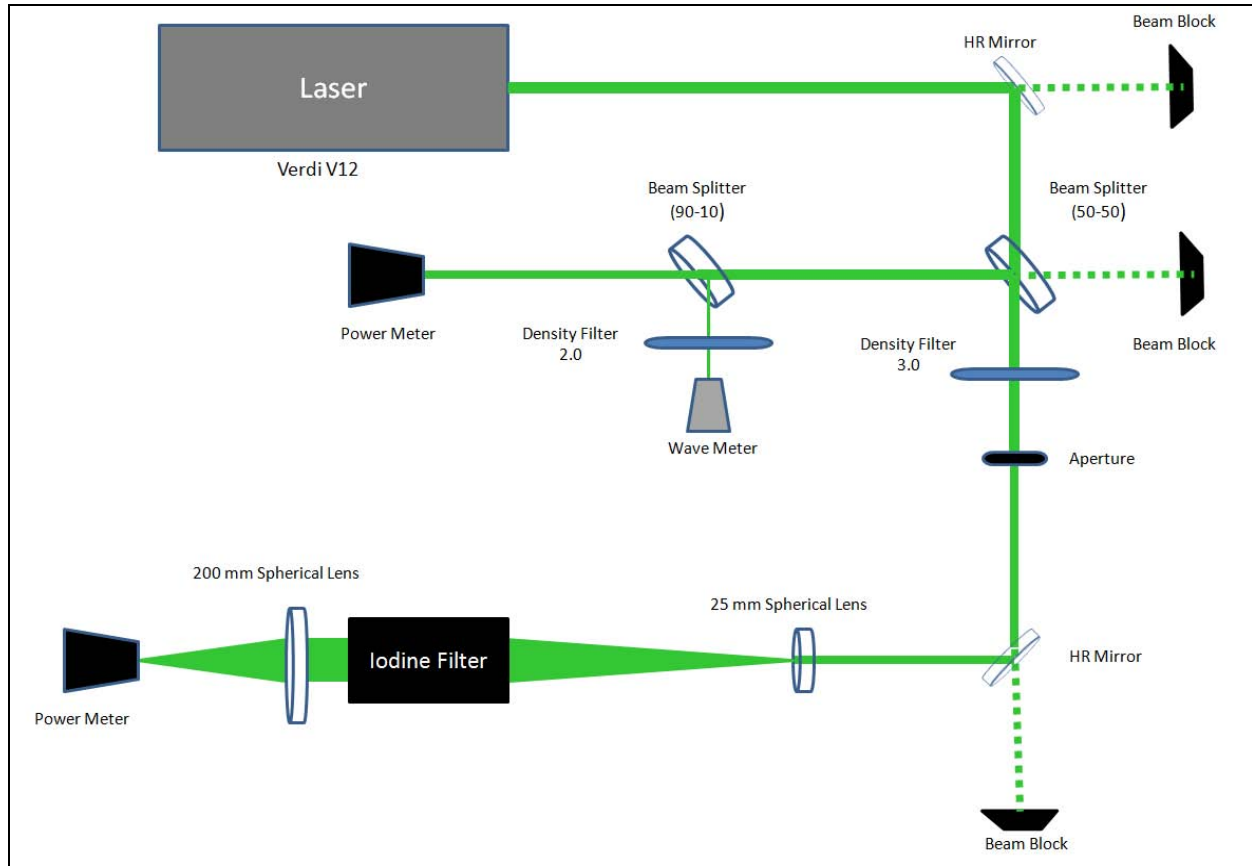 Beam Block
HR Mirror
Laser
Verdi V12
Beam Splitter
(90-10)
Beam Splitter
(50-50)
Power Meter
Density Filter
2.0
Density Filter
3.0
Beam Block
Wave Meter
Aperture
200 mm Spherical Lens
25 mm Spherical Lens
Iodine Filter
HR Mirror
Power Meter
Beam Block